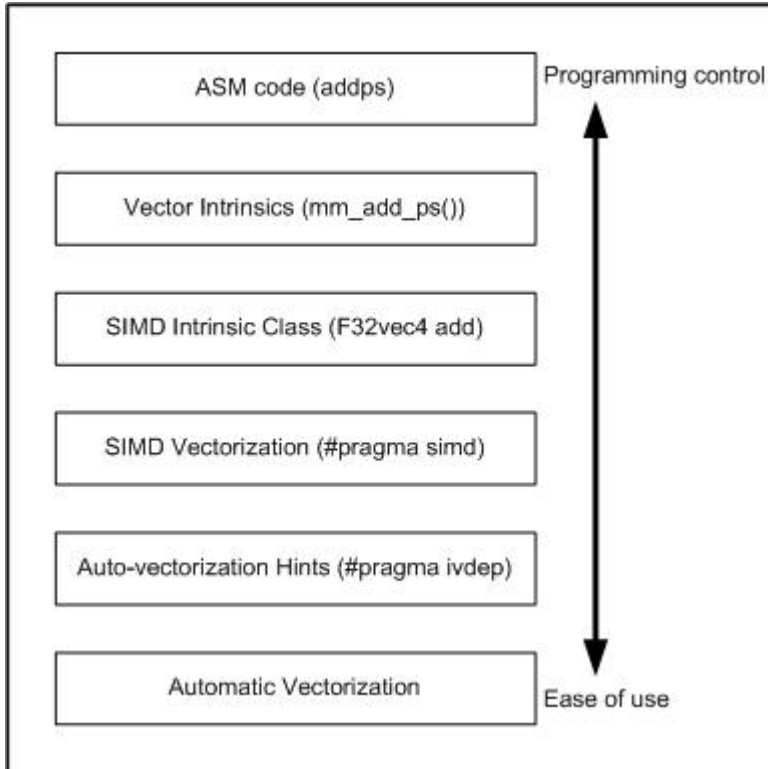 ASM code (addps)
Programming control
Vector Intrinsics (mm_add_ps())
SIMD Intrinsic Class (F32vec4 add)
SIMD Vectorization (#pragma simd)
Auto-vectorization Hints (#pragma ivdep)
Automatic Vectorization
Ease of use